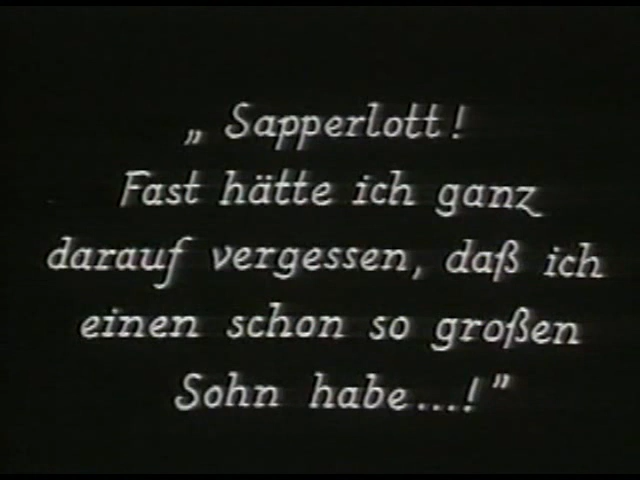 „Sapperlott!
Fast hätte ich ganz
darauf vergessen, daß ich
einen schon so großen
Sohn habe...!”